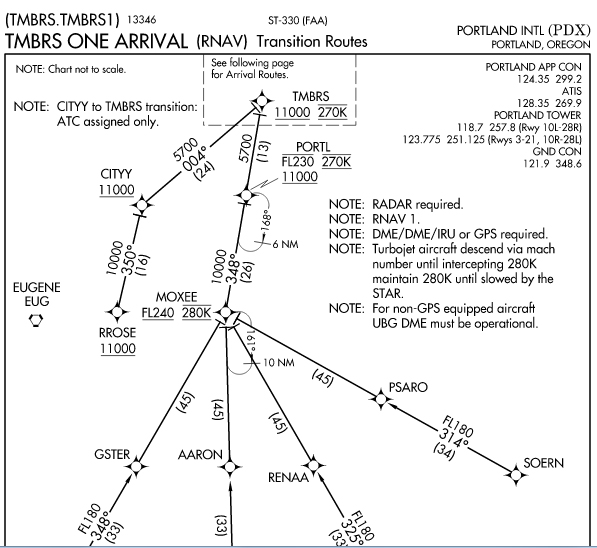 (TMBRS.TMBRS1) 13346
ST-330 (FAA)
PORTLAND INTL (PDX)
TMBRS ONE ARRIVAL (RNAV) Transition Routes
PORTLAND, OREGON
NOTE: Chart not to scale.
See following page
for Arrival Routes.
PORTLAND APP CON
124.35 299.2
ATIS
128.35 269.9
PORTLAND TOWER
118.7 257.8 (Rwy 10L-28R)
123.775 251.125 (Rwys 3-21, 10R-28L)
GND CON
121.9 348.6
NOTE: CITYY to TMBRS transition:
ATC assigned only.
TMBRS
11000 270K
5700
004°
(24)
5700
(13)
PORTL
FL230 270K
11000
CITYY
11000
168°
6 NM
NOTE: RADAR required.
NOTE: RNAV 1.
NOTE: DME/DME/IRU or GPS required.
NOTE: Turbojet aircraft descend via mach
number until intercepting 280K
maintain 280K until slowed by the
STAR.
NOTE: For non-GPS equipped aircraft
UBG DME must be operational.
10000
350°
(16)
10000
348°
(26)
EUGENE
EUG
RROSE
11000
MOXEE
FL240 280K
161°
10 NM
(45)
(45)
(45)
(45)
PSARO
FL180
314°
(34)
SOERN
GSTER
AARON
RENAA
FL180
348°
(33)
(33)
FL180
325°
(33)